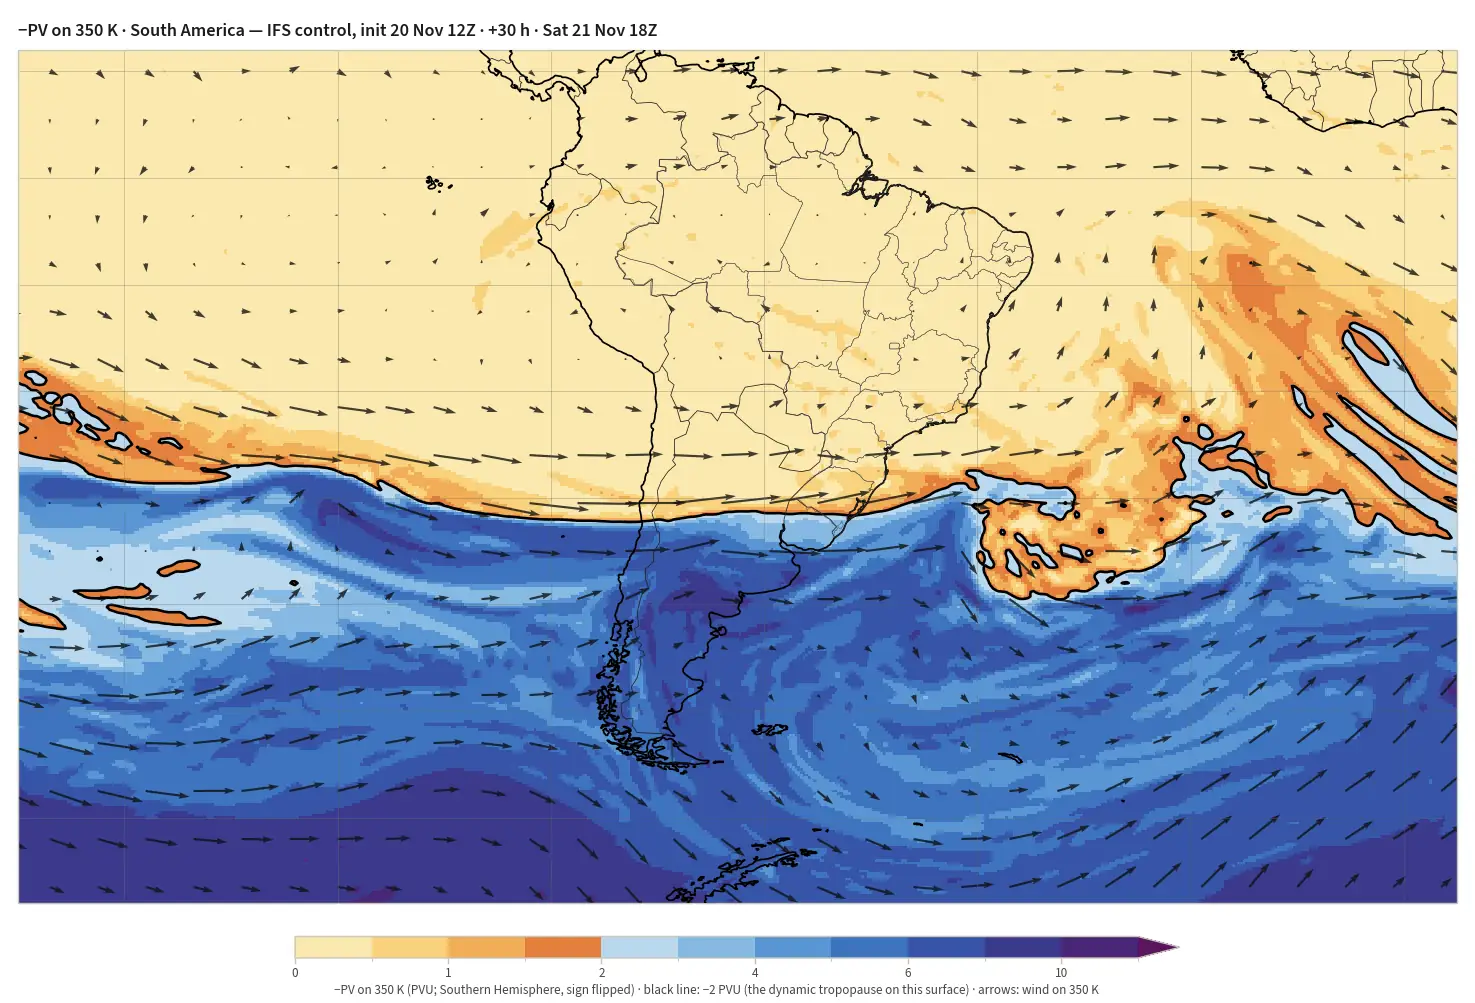 −PV on 350 K · South America — IFS control, init 20 Nov 12Z · +30 h · Sat 21 Nov 18Z
0 1 2 4 6 10
−PV on 350 K (PVU; Southern Hemisphere, sign flipped) · black line: −2 PVU (the dynamic tropopause on this surface) · arrows: wind on 350 K